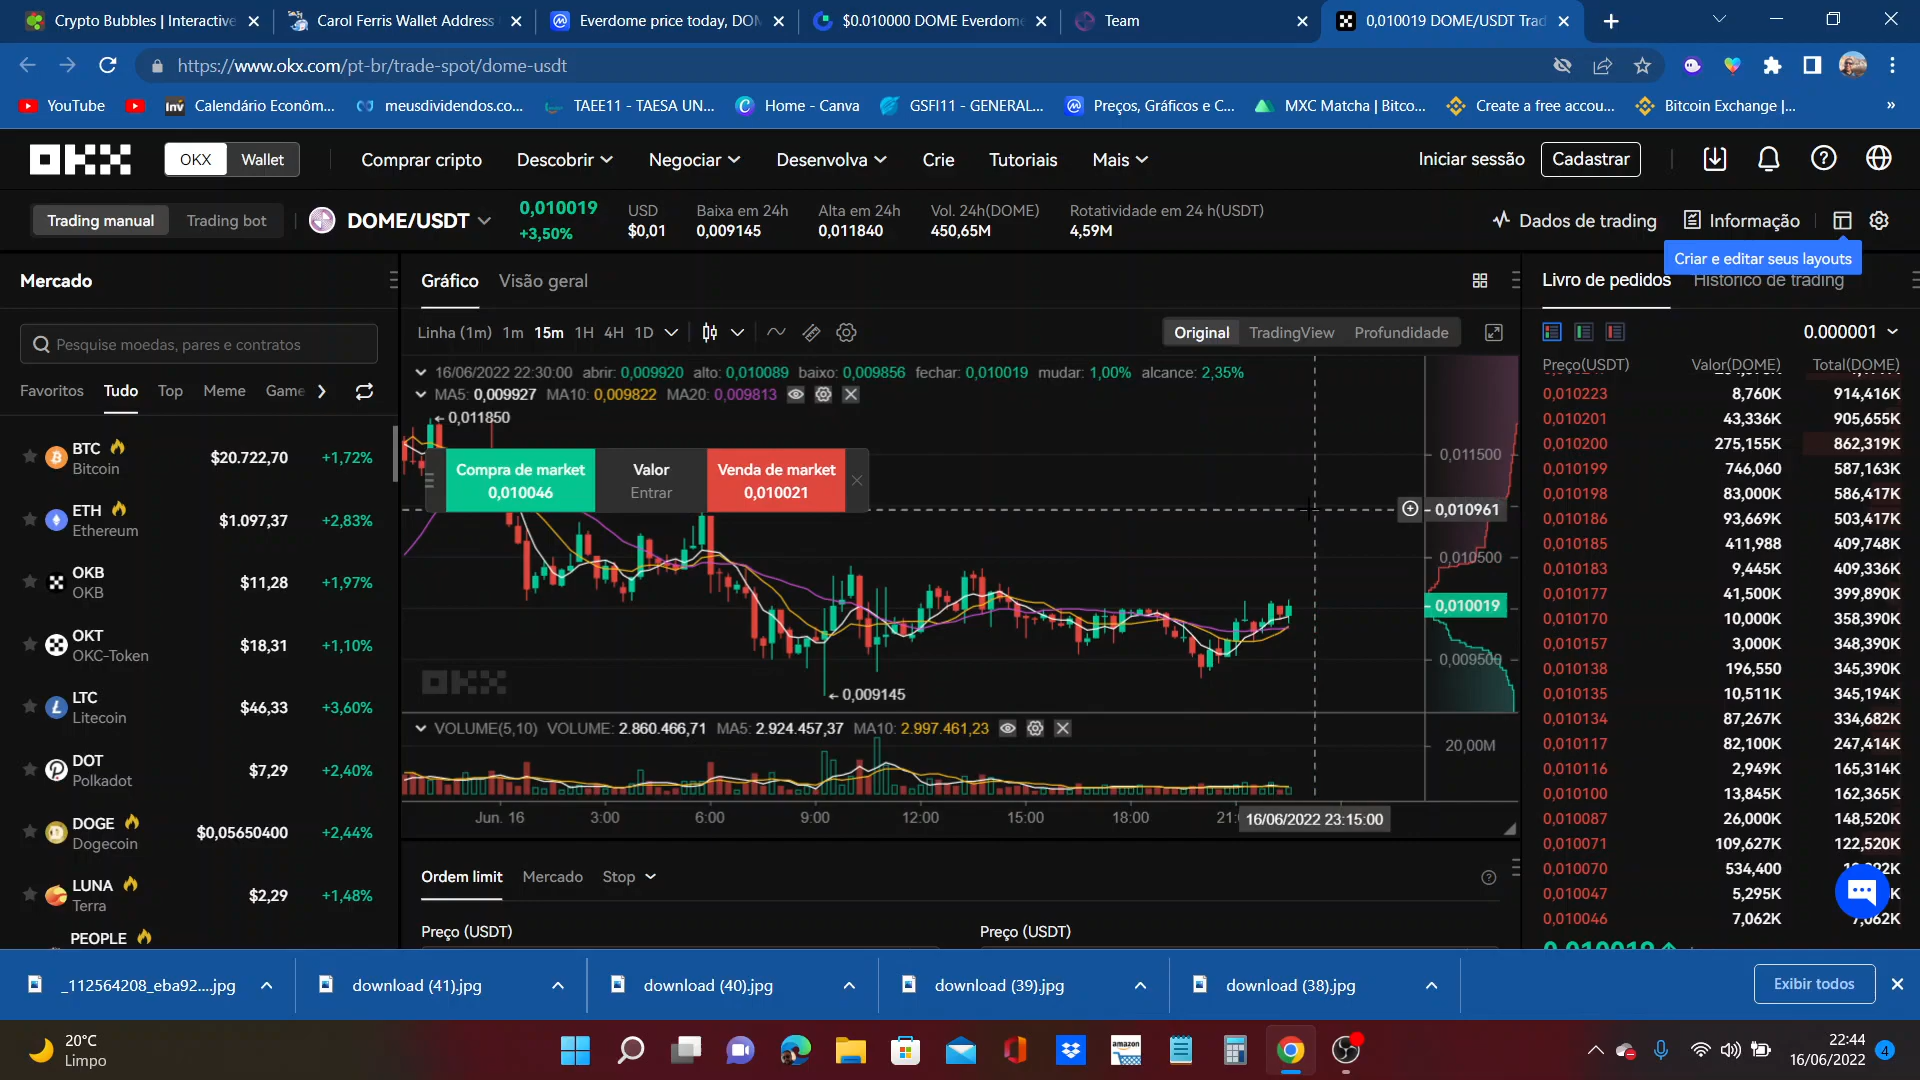 Crypto Bubbles | Interactive
Carol Ferris Wallet Address
Everdome price today, DOM
$0.010000 DOME Everdome
Team
0,010019 DOME/USDT Trad
https://www.okx.com/pt-br/trade-spot/dome-usdt
YouTube
Calendário Econôm...
meusdividendos.co...
TAEE11 - TAESA UN...
Home - Canva
GSFI11 - GENERAL...
Preços, Gráficos e C...
MXC Matcha | Bitco...
Create a free accou...
Bitcoin Exchange |...
OKX
OKX
Wallet
Comprar cripto
Descobrir
Negociar
Desenvolva
Crie
Tutoriais
Mais
Iniciar sessão
Cadastrar
Trading manual
Trading bot
DOME/USDT
0,010019
+3,50%
USD
$0,01
Baixa em 24h
0,009145
Alta em 24h
0,011840
Vol. 24h(DOME)
450,65M
Rotatividade em 24 h(USDT)
4,59M
Dados de trading
Informação
Criar e editar seus layouts
Mercado
Pesquise moedas, pares e contratos
Favoritos
Tudo
Top
Meme
Game
BTC
Bitcoin
$20.722,70
+1,72%
ETH
Ethereum
$1.097,37
+2,83%
OKB
OKB
$11,28
+1,97%
OKT
OKC-Token
$18,31
+1,10%
LTC
Litecoin
$46,33
+3,60%
DOT
Polkadot
$7,29
+2,40%
DOGE
Dogecoin
$0,05650400
+2,44%
LUNA
Terra
$2,29
+1,48%
PEOPLE
Gráfico
Visão geral
Linha (1m)
1m
15m
1H
4H
1D
Original
TradingView
Profundidade
16/06/2022 22:30:00 abrir: 0,009920 alto: 0,010089 baixo: 0,009856 fechar: 0,010019 mudar: 1,00% alcance: 2,35%
MA5: 0,009927 MA10: 0,009822 MA20: 0,009813
0,011850
Compra de market
0,010046
Valor
Entrar
Venda de market
0,010021
0,011500
0,010961
0,010500
0,010019
0,009500
0,009145
OKX
VOLUME(5,10) VOLUME: 2.860.466,71 MA5: 2.924.457,37 MA10: 2.997.461,23
20,00M
Jun. 16
3:00
6:00
9:00
12:00
15:00
18:00
16/06/2022 23:15:00
Ordem limit
Mercado
Stop
Preço (USDT)
Preço (USDT)
Livro de pedidos
Histórico de trading
0.000001
Preço(USDT) Valor(DOME) Total(DOME)
0,010223 8,760K 914,416K
0,010201 43,336K 905,655K
0,010200 275,155K 862,319K
0,010199 746,060 587,163K
0,010198 83,000K 586,417K
0,010186 93,669K 503,417K
0,010185 411,988 409,748K
0,010183 9,445K 409,336K
0,010177 41,500K 399,890K
0,010170 10,000K 358,390K
0,010157 3,000K 348,390K
0,010138 196,550 345,390K
0,010135 10,511K 345,194K
0,010134 87,267K 334,682K
0,010117 82,100K 247,414K
0,010116 2,949K 165,314K
0,010100 13,845K 162,365K
0,010087 26,000K 148,520K
0,010071 109,627K 122,520K
0,010070 534,400
0,010047 5,295K
0,010046 7,062K 7,062K
_112564208_eba92....jpg
download (41).jpg
download (40).jpg
download (39).jpg
download (38).jpg
Exibir todos
20°C
Limpo
amazon
22:44
16/06/2022
4